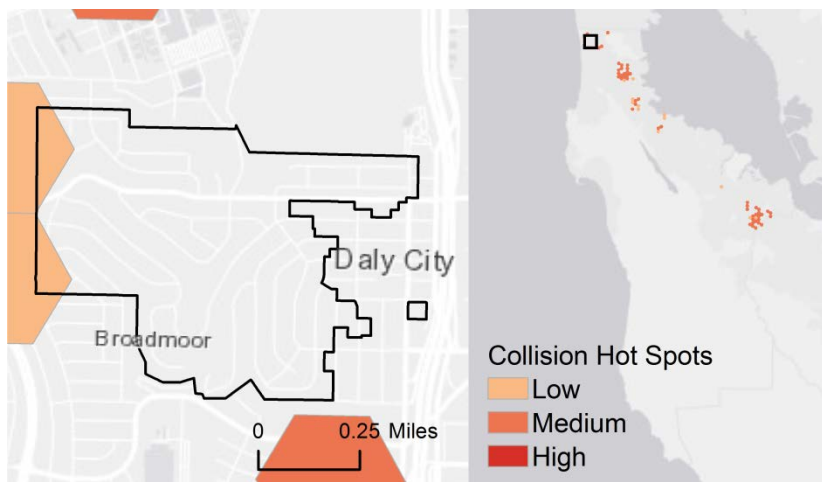 Daly City
Broadmoor
0 0.25 Miles
Collision Hot Spots
Low
Medium
High